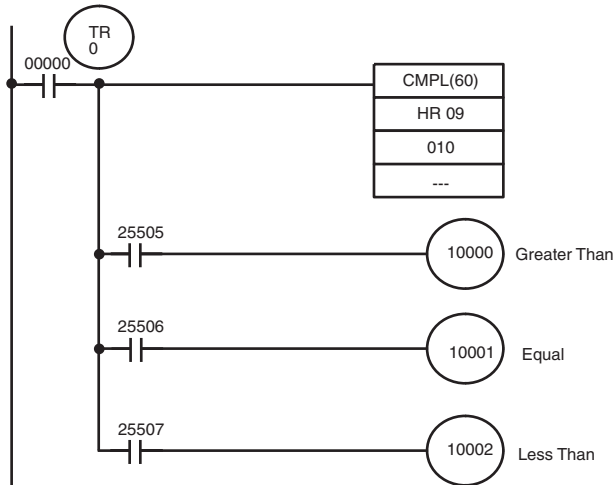 TR
0
00000
CMPL(60)
HR 09
010
---
25505
10000 Greater Than
25506
10001 Equal
25507
10002 Less Than